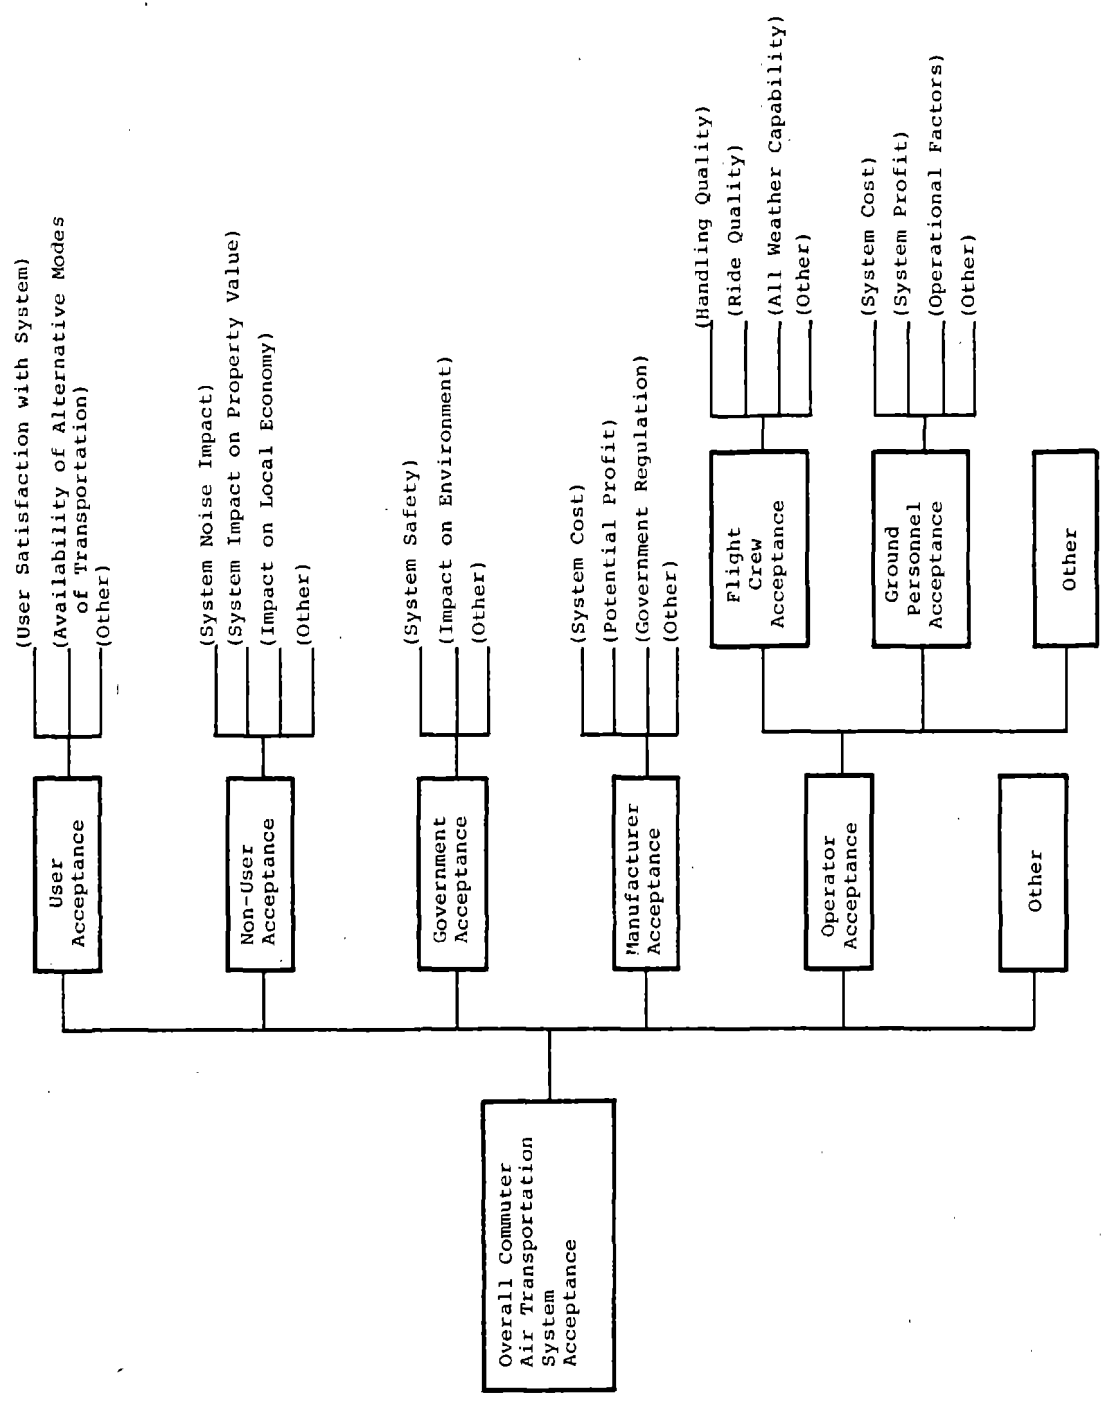 Overall Commuter
Air Transportation
System
Acceptance
User
Acceptance
(User Satisfaction with System)
(Availability of Alternative Modes
of Transportation)
(Other)
Non-User
Acceptance
(System Noise Impact)
(System Impact on Property Value)
(Impact on Local Economy)
(Other)
Government
Acceptance
(System Safety)
(Impact on Environment)
(Other)
Manufacturer
Acceptance
(System Cost)
(Potential Profit)
(Government Regulation)
(Other)
Operator
Acceptance
Flight
Crew
Acceptance
(Handling Quality)
(Ride Quality)
(All Weather Capability)
(Other)
Ground
Personnel
Acceptance
(System Cost)
(System Profit)
(Operational Factors)
(Other)
Other
Other